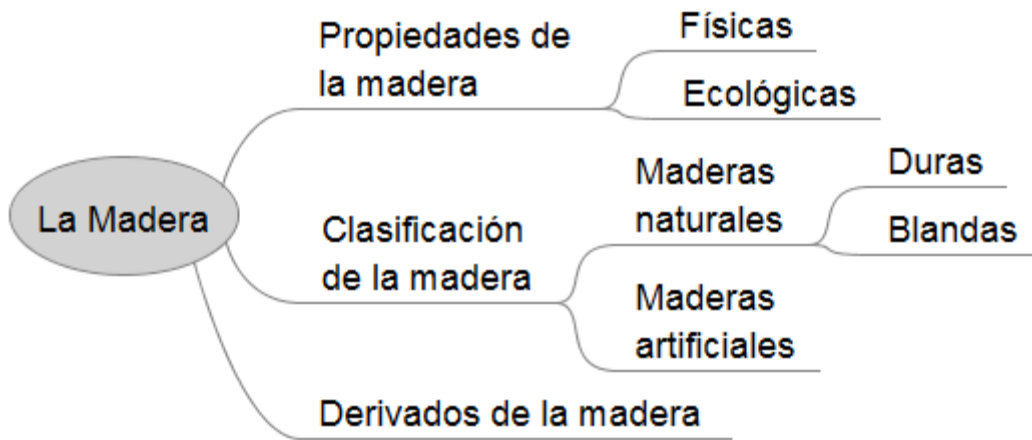 La Madera
Propiedades de
la madera
Físicas
Ecológicas
Clasificación
de la madera
Maderas
naturales
Duras
Blandas
Maderas
artificiales
Derivados de la madera